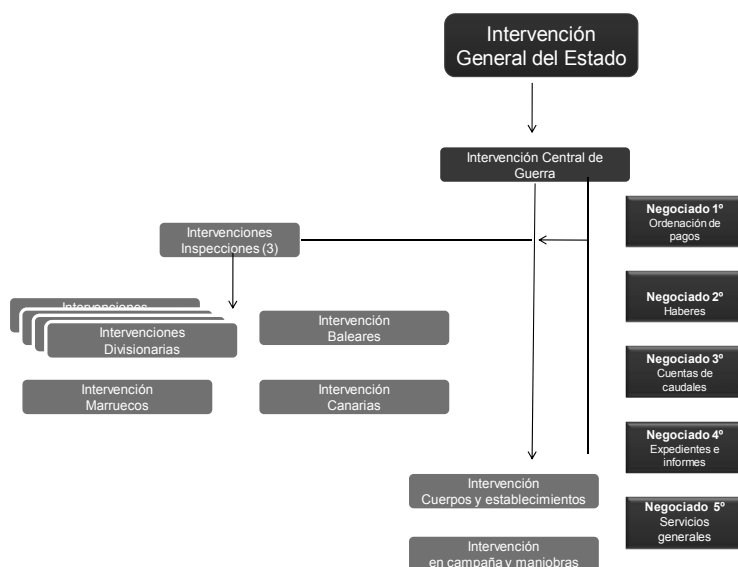 Intervención
General del Estado
Intervención Central de
Guerra
Negociado 1º
Ordenación de
pagos
Intervenciones
Inspecciones (3)
Negociado 2º
Haberes
Intervenciones
Intervenciones
Divisionarias
Intervención
Baleares
Negociado 3º
Cuentas de
caudales
Intervención
Marruecos
Intervención
Canarias
Negociado 4º
Expedientes e
informes
Intervención
Cuerpos y establecimientos
Negociado 5º
Servicios
generales
Intervención
en campaña y maniobras